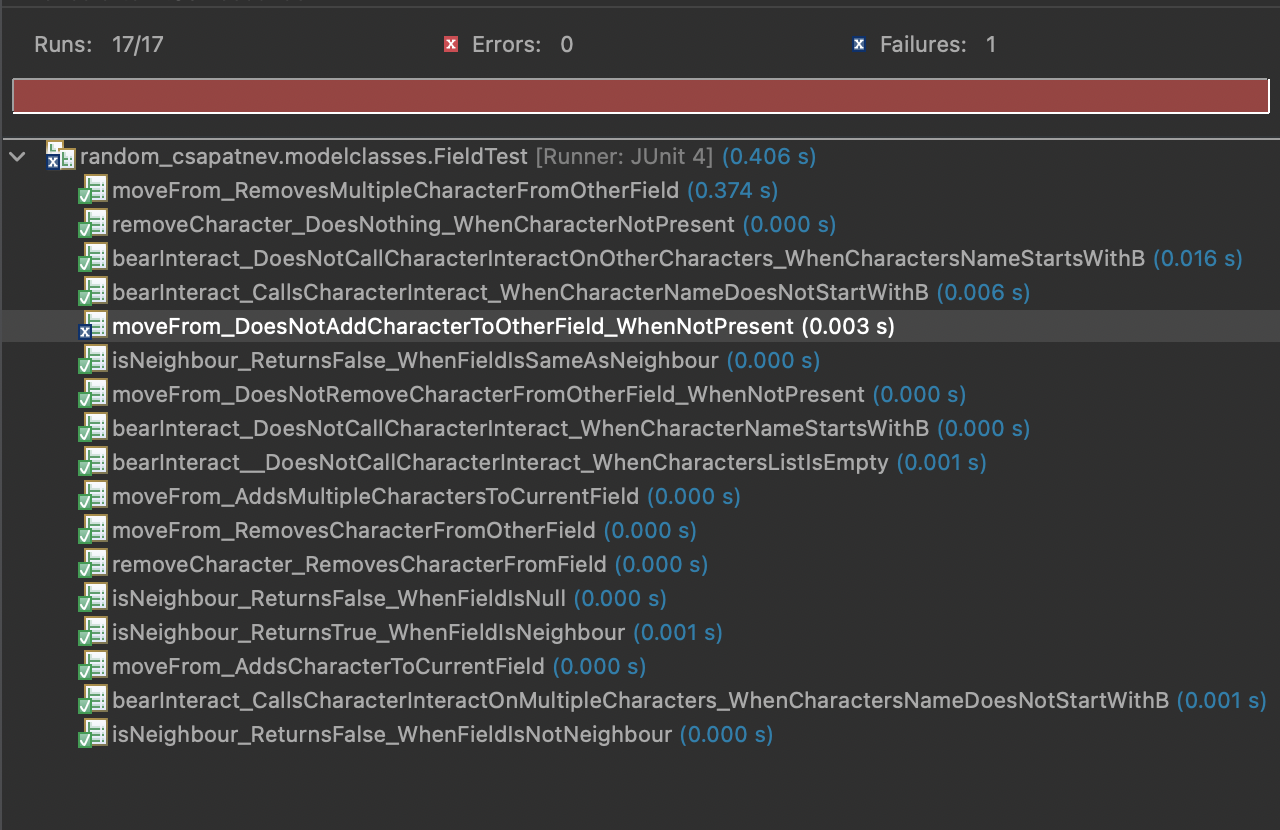 Runs: 17/17 Errors: 0 Failures: 1
random_csapatnev.modelclasses.FieldTest [Runner: JUnit 4] (0.406 s)
moveFrom_RemovesMultipleCharacterFromOtherField (0.374 s)
removeCharacter_DoesNothing_WhenCharacterNotPresent (0.000 s)
bearInteract_DoesNotCallCharacterInteractOnOtherCharacters_WhenCharactersNameStartsWithB (0.016 s)
bearInteract_CallsCharacterInteract_WhenCharacterNameDoesNotStartWithB (0.006 s)
moveFrom_DoesNotAddCharacterToOtherField_WhenNotPresent (0.003 s)
isNeighbour_ReturnsFalse_WhenFieldIsSameAsNeighbour (0.000 s)
moveFrom_DoesNotRemoveCharacterFromOtherField_WhenNotPresent (0.000 s)
bearInteract_DoesNotCallCharacterInteract_WhenCharacterNameStartsWithB (0.000 s)
bearInteract__DoesNotCallCharacterInteract_WhenCharactersListIsEmpty (0.001 s)
moveFrom_AddsMultipleCharactersToCurrentField (0.000 s)
moveFrom_RemovesCharacterFromOtherField (0.000 s)
removeCharacter_RemovesCharacterFromField (0.000 s)
isNeighbour_ReturnsFalse_WhenFieldIsNull (0.000 s)
isNeighbour_ReturnsTrue_WhenFieldIsNeighbour (0.001 s)
moveFrom_AddsCharacterToCurrentField (0.000 s)
bearInteract_CallsCharacterInteractOnMultipleCharacters_WhenCharactersNameDoesNotStartWithB (0.001 s)
isNeighbour_ReturnsFalse_WhenFieldIsNotNeighbour (0.000 s)